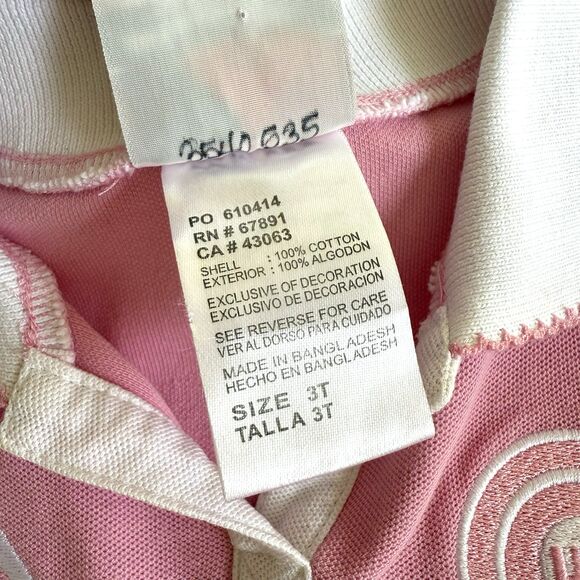 PO 610414
RN # 67891
CA # 43063
SHELL : 100% COTTON
EXTERIOR : 100% ALGODON
EXCLUSIVE OF DECORATION
EXCLUSIVO DE DECORACION
SEE REVERSE FOR CARE
VER AL DORSO PARA CUIDADO
MADE IN BANGLADESH
HECHO EN BANGLADESH
SIZE 3T
TALLA 3T